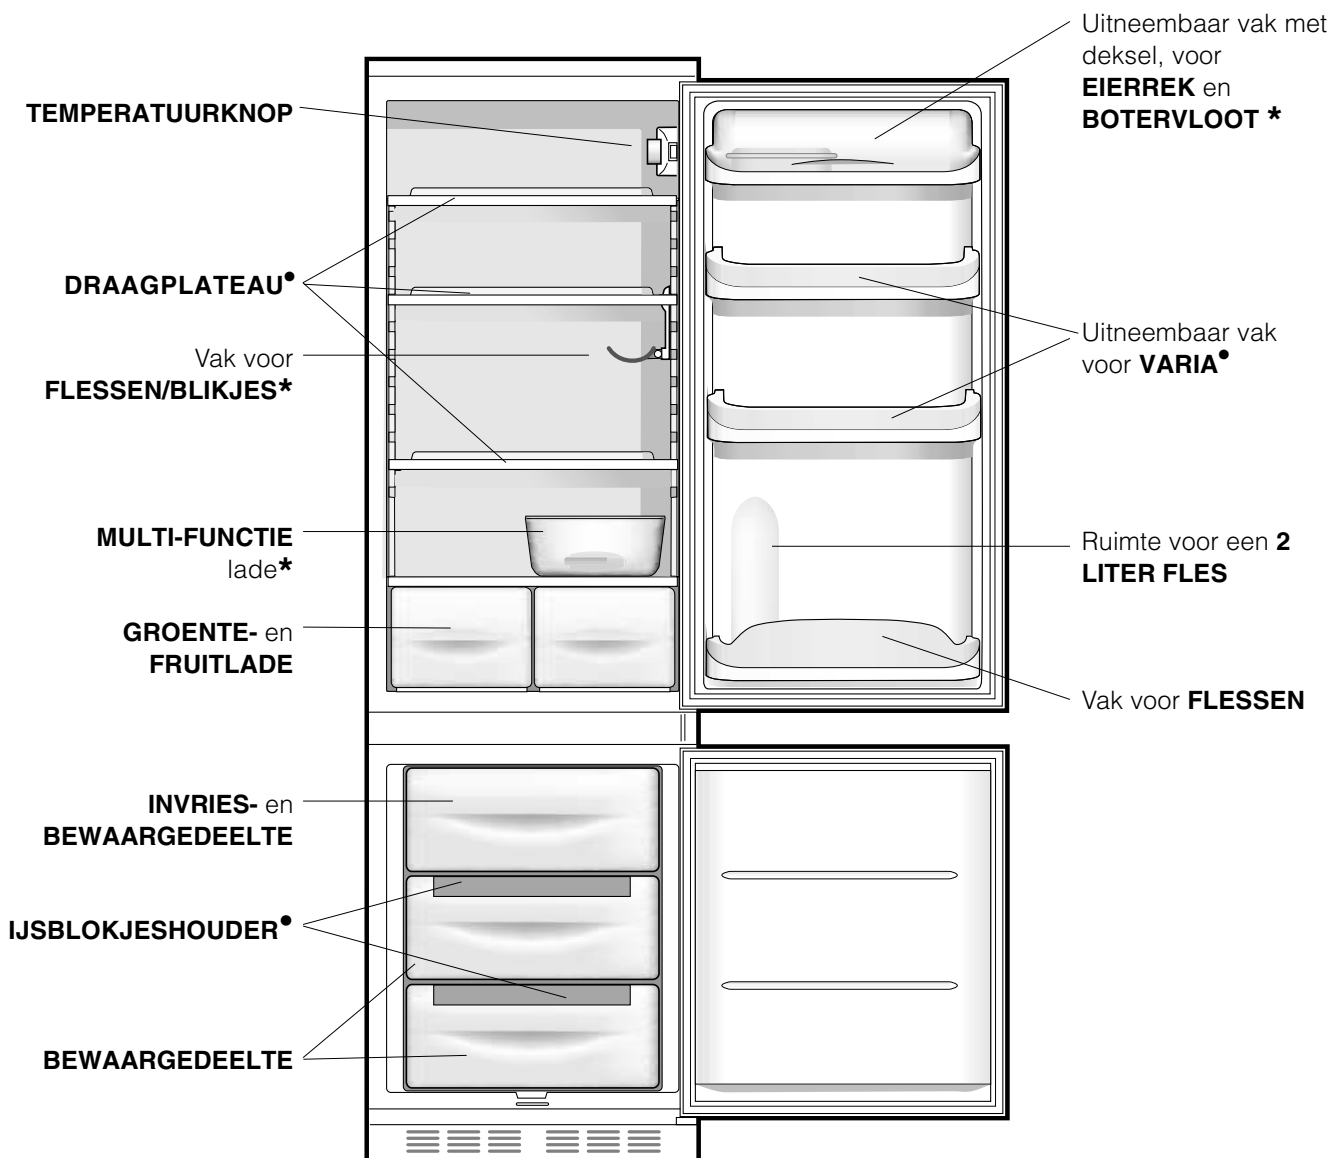 TEMPERATUURKNOP
DRAAGPLATEAU●
Vak voor
FLESSEN/BLIKJES*
MULTI-FUNCTIE
lade*
GROENTE- en
FRUITLADE
INVRIES- en
BEWAARGEDEELTE
IJSBLOKJESHOUDER●
BEWAARGEDEELTE
Uitneembaar vak met
deksel, voor
EIERREK en
BOTERVLOOT *
Uitneembaar vak
voor VARIA●
Ruimte voor een 2
LITER FLES
Vak voor FLESSEN